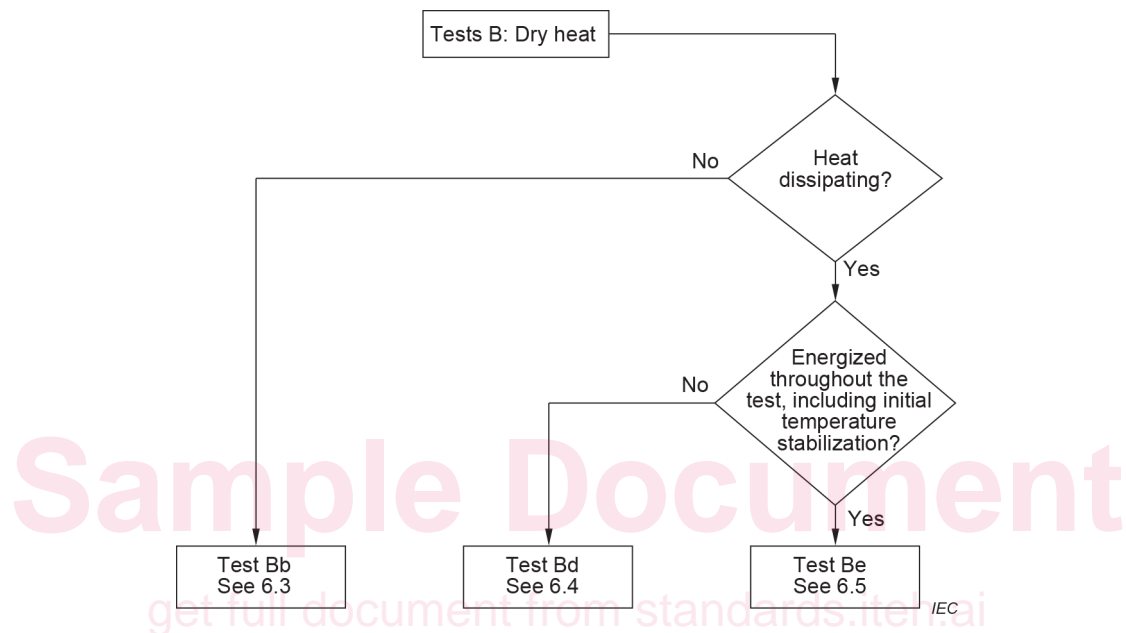 Tests B: Dry heat
Heat
dissipating?
No
Yes
Energized
throughout the
test, including initial
temperature
stabilization?
No
Yes
Sample Document
Test Bb
See 6.3
Test Bd
See 6.4
Test Be
See 6.5
IEC
get full document from standards.iteh.ai